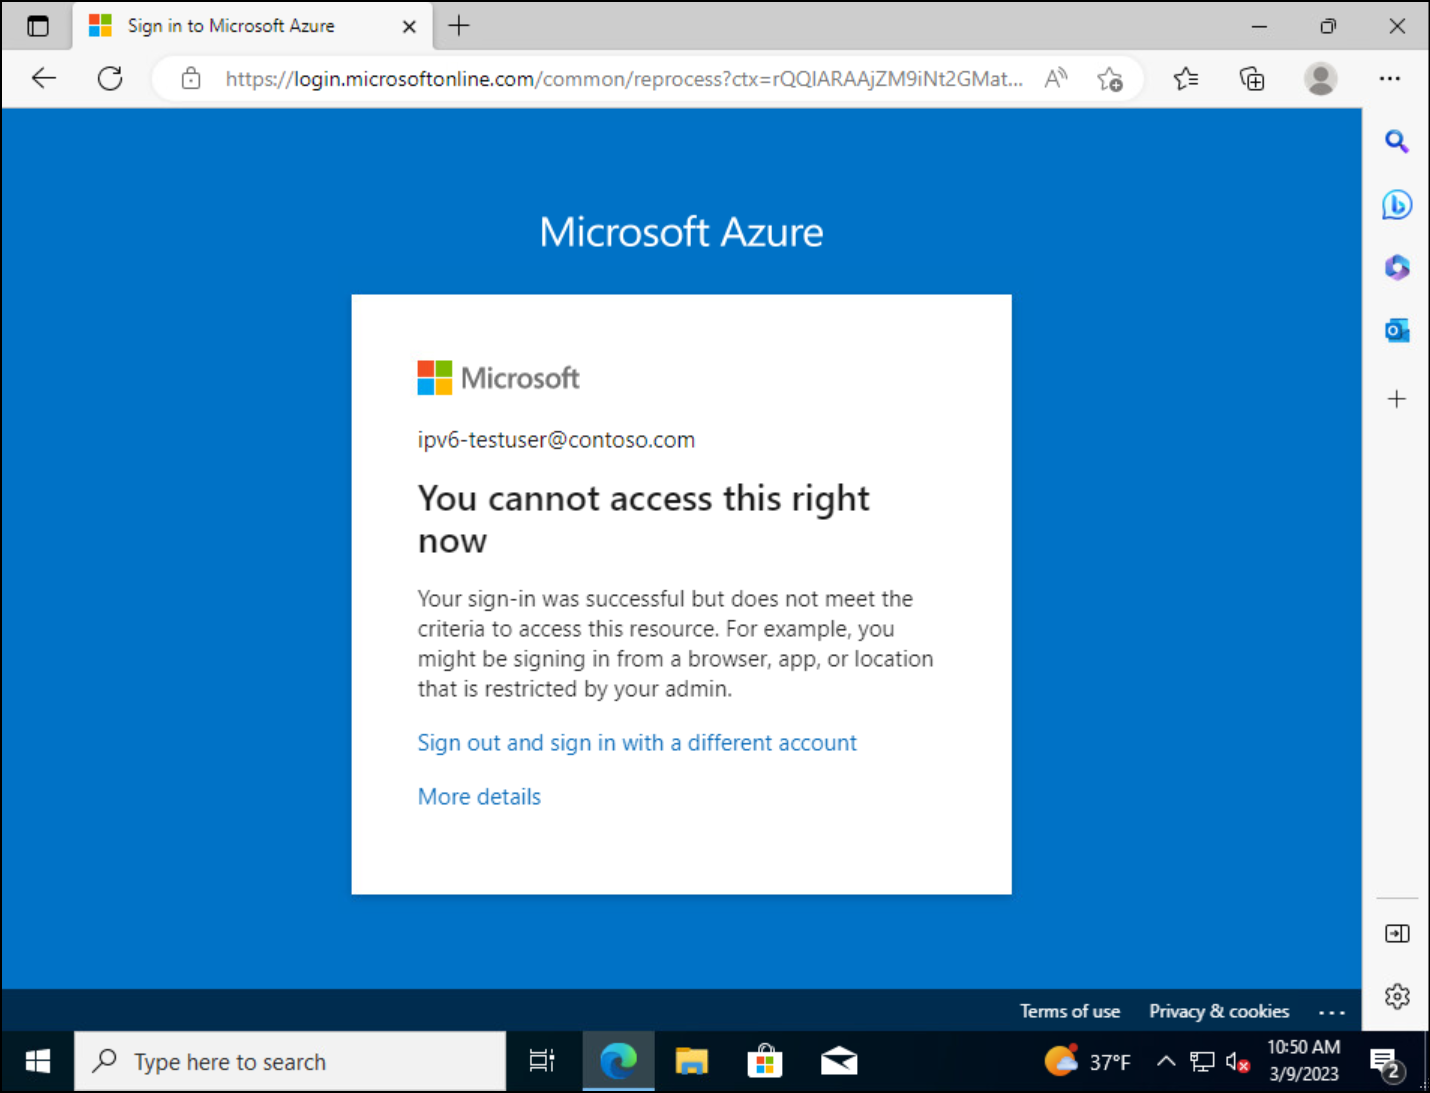 Sign in to Microsoft Azure
https://login.microsoftonline.com/common/reprocess?ctx=rQQIARAAjZM9iNt2GMat...
Microsoft Azure
Microsoft
ipv6-testuser@contoso.com
You cannot access this right
now
Your sign-in was successful but does not meet the
criteria to access this resource. For example, you
might be signing in from a browser, app, or location
that is restricted by your admin.
Sign out and sign in with a different account
More details
Terms of use Privacy & cookies ...
Type here to search
37°F
10:50 AM
3/9/2023
2